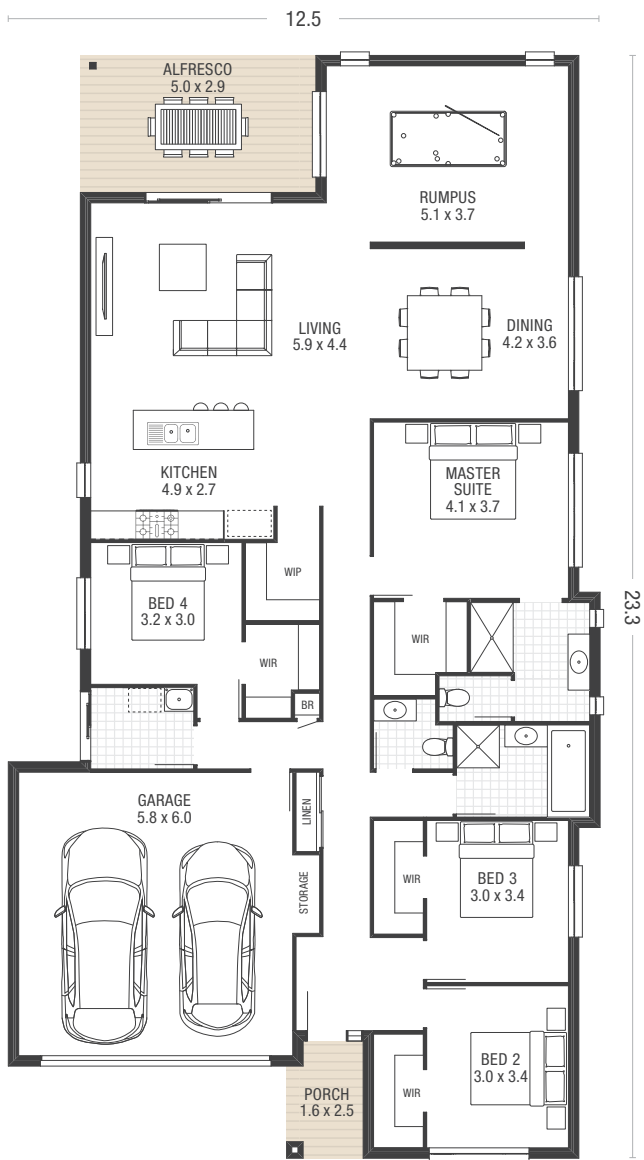 12.5
ALFRESCO
5.0 x 2.9
RUMPUS
5.1 x 3.7
LIVING
5.9 x 4.4
DINING
4.2 x 3.6
KITCHEN
4.9 x 2.7
MASTER
SUITE
4.1 x 3.7
WIP
BED 4
3.2 x 3.0
23.3
WIR
WIR
BR
GARAGE
5.8 x 6.0
LINEN
STORAGE
WIR
BED 3
3.0 x 3.4
PORCH
1.6 x 2.5
WIR
BED 2
3.0 x 3.4